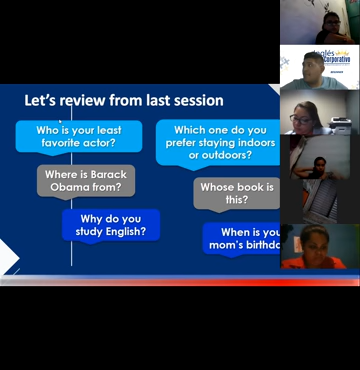 Inglés
Corporativo
Let's review from last session
Who is your least
favorite actor?
Which one do you
prefer staying indoors
or outdoors?
Where is Barack
Obama from?
Whose book is
this?
Why do you
study English?
When is you
mom's birthda